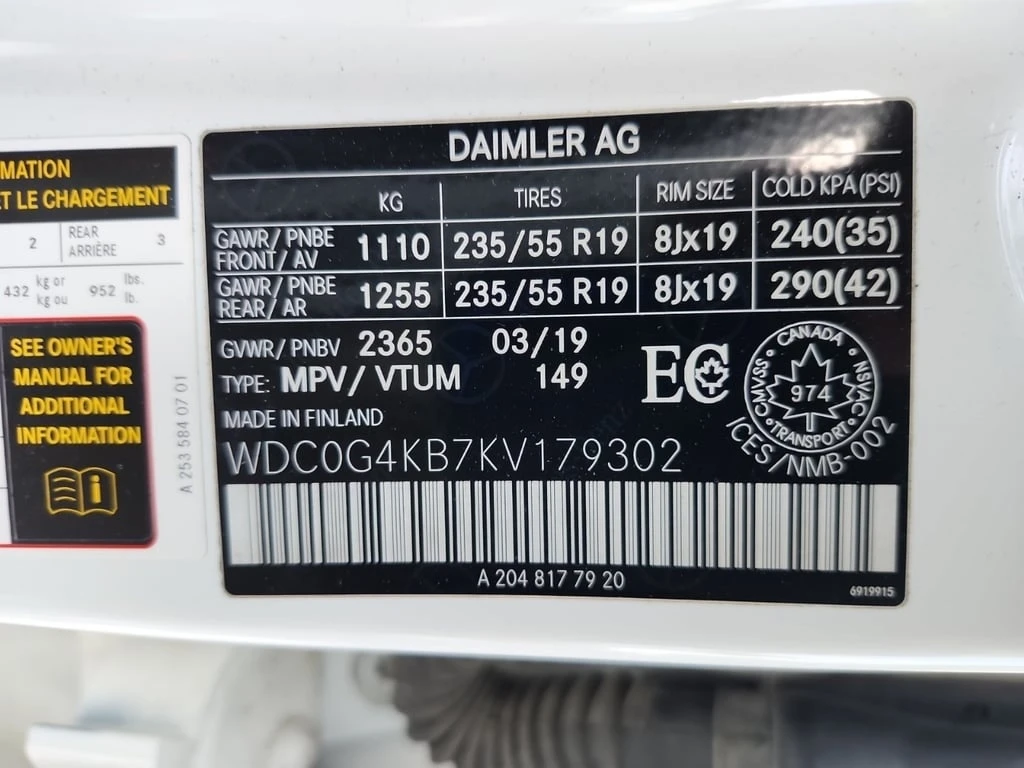 MATION
ET LE CHARGEMENT
2 REAR ARRIÈRE 3
432 kg or kg ou 952 lbs. lb.
SEE OWNER'S
MANUAL FOR
ADDITIONAL
INFORMATION
i
A 253 584 07 01
DAIMLER AG
KG TIRES RIM SIZE COLD KPA (PSI)
GAWR/ PNBE FRONT/ AV 1110 235/55 R19 8Jx19 240(35)
GAWR/ PNBE REAR/ AR 1255 235/55 R19 8Jx19 290(42)
GVWR/ PNBV 2365 03/19
TYPE: MPV/ VTUM 149
EC
CANADA
CMVSS 974 NSVAC
TRANSPORT
ICES/NMB-002
MADE IN FINLAND
WDC0G4KB7KV179302
A 204 817 79 20
6919915